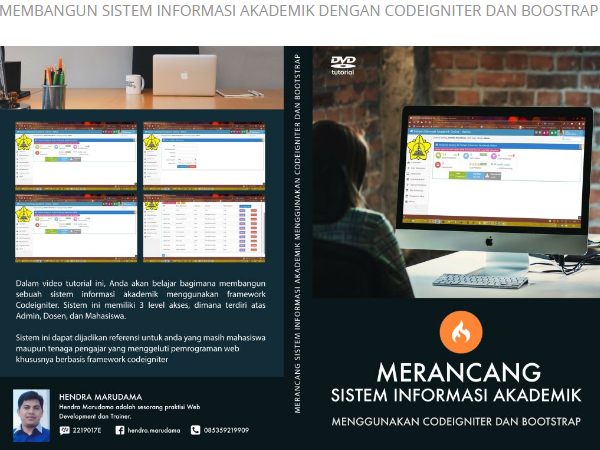 MEMBANGUN SISTEM INFORMASI AKADEMIK DENGAN CODEIGNITER DAN BOOSTRAP
Dalam video tutorial ini, Anda akan belajar bagimana membangun
sebuah sistem informasi akademik menggunakan framework
Codeigniter. Sistem ini memiliki 3 level akses, dimana terdiri atas
Admin, Dosen, dan Mahasiswa.
Sistem ini dapat dijadikan referensi untuk anda yang masih mahasiswa
maupun tenaga pengajar yang menggeluti pemrograman web
khususnya berbasis framework codeigniter
HENDRA MARUDAMA
Hendra Marudama adalah seorang praktisi Web
Development dan Trainer.
2219017E
hendra.marudama
085359219909
MERANCANG SISTEM INFORMASI AKADEMIK MENGGUNAKAN CODEIGNITER DAN BOOTSTRAP
DVD
tutorial
MERANCANG
SISTEM INFORMASI AKADEMIK
MENGGUNAKAN CODEIGNITER DAN BOOTSTRAP